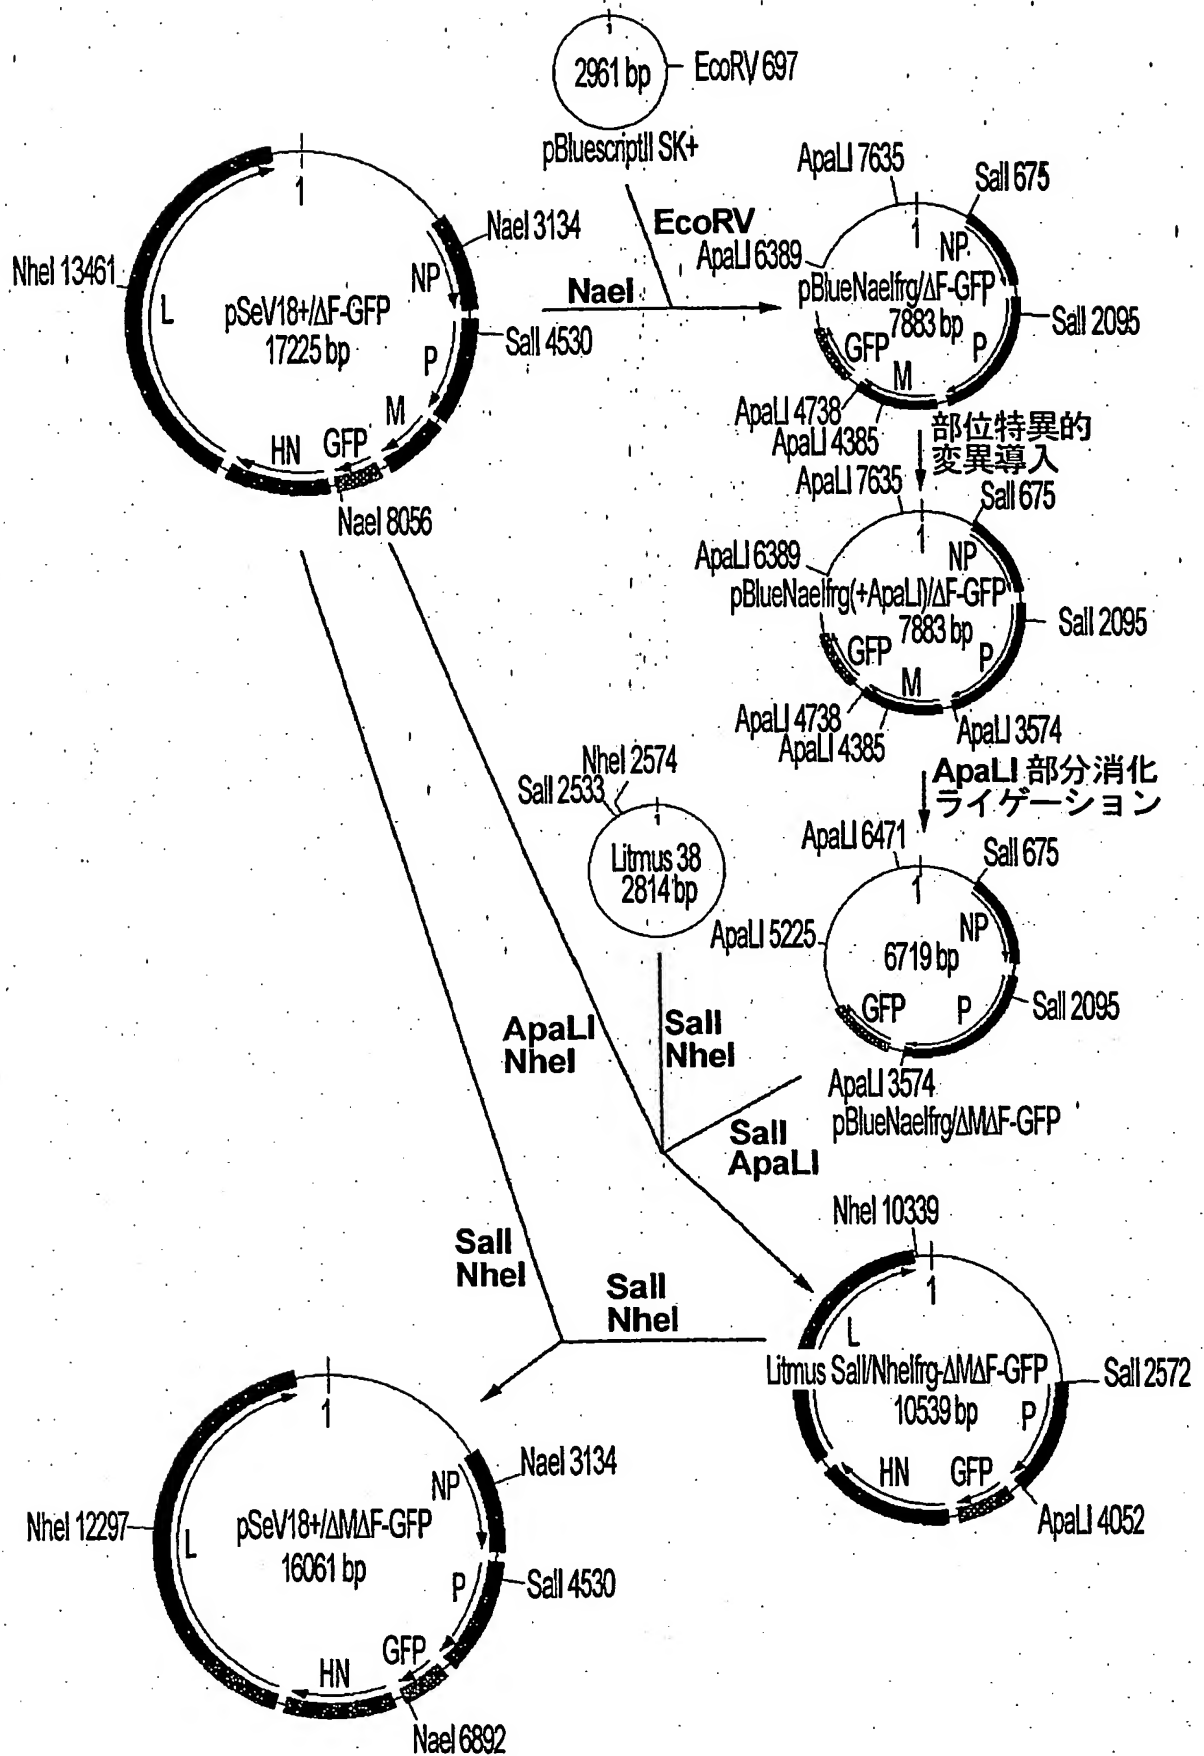 1
2961 bp
EcoRV 697
pBluescriptII SK+
1
NaeI 3134
NheI 13461
NP
L
pSeV18+/ΔF-GFP
17225 bp
SalI 4530
P
M
GFP
HN
NaeI 8056
EcoRV
NaeI
ApaLI 7635
SalI 675
1
NP
ApaLI 6389
pBlueNaeIfrg/ΔF-GFP
7883 bp
SalI 2095
GFP
P
M
ApaLI 4738
ApaLI 4385
部位特異的
変異導入
ApaLI 7635
SalI 675
1
NP
ApaLI 6389
pBlueNaeIfrg(+ApaLI)/ΔF-GFP
7883 bp
SalI 2095
GFP
P
M
ApaLI 4738
ApaLI 4385
ApaLI 3574
ApaLI 部分消化
ライゲーション
NheI 2574
SalI 2533
1
Litmus 38
2814 bp
ApaLI 6471
SalI 675
1
NP
ApaLI 5225
6719 bp
SalI 2095
GFP
P
ApaLI 3574
pBlueNaeIfrg/ΔMΔF-GFP
ApaLI
NheI
SalI
NheI
SalI
ApaLI
SalI
NheI
SalI
NheI
NheI 10339
1
L
Litmus SalI/NheIfrg-ΔMΔF-GFP
10539 bp
SalI 2572
P
HN
GFP
ApaLI 4052
1
NaeI 3134
NP
NheI 12297
L
pSeV18+/ΔMΔF-GFP
16061 bp
SalI 4530
P
GFP
HN
NaeI 6892